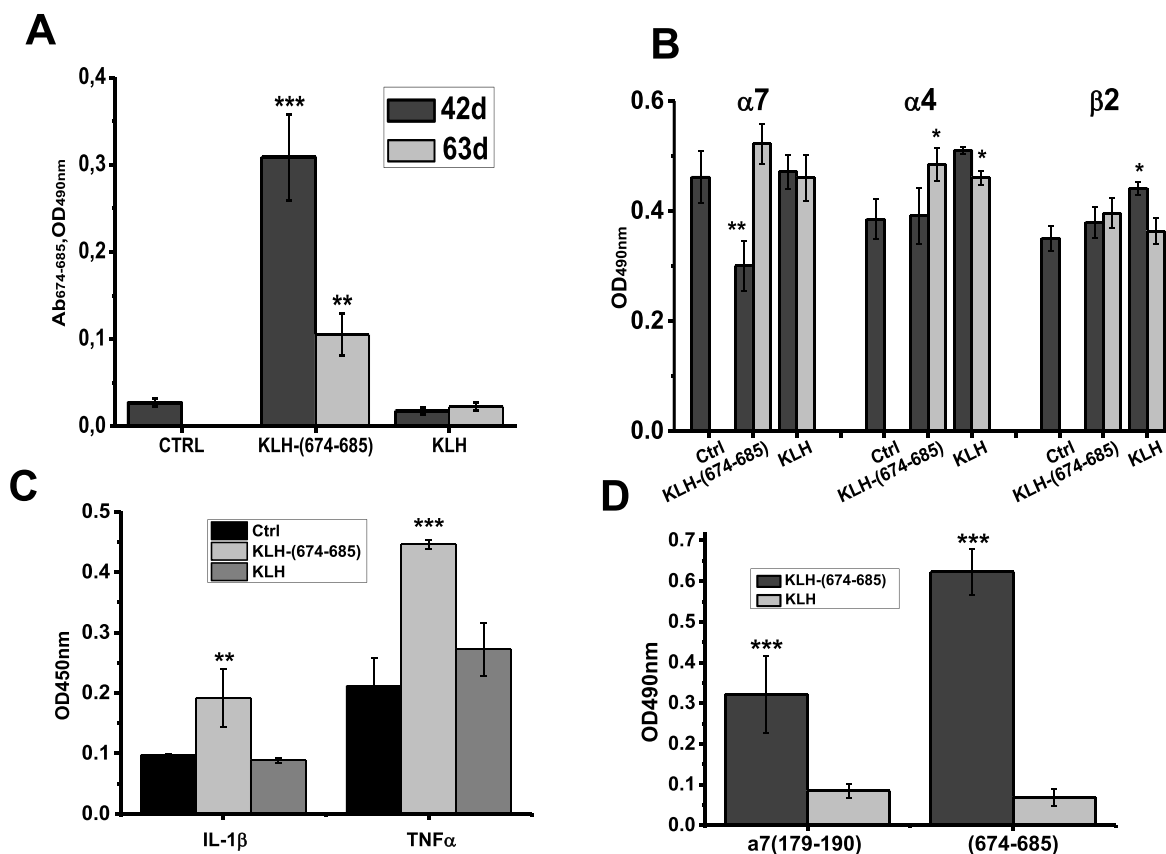 A
Ab674-685,OD490nm
0,4
0,3
0,2
0,1
0,0
***
**
42d
63d
CTRL
KLH-(674-685)
KLH
B
OD490nm
0.6
0.4
0.2
0.0
α7
α4
β2
**
*
*
*
Ctrl
KLH-(674-685)
KLH
Ctrl
KLH-(674-685)
KLH
Ctrl
KLH-(674-685)
KLH
C
OD450nm
0.5
0.4
0.3
0.2
0.1
0.0
Ctrl
KLH-(674-685)
KLH
**
***
IL-1β
TNFα
D
OD490nm
0.7
0.6
0.5
0.4
0.3
0.2
0.1
0.0
KLH-(674-685)
KLH
***
***
a7(179-190)
(674-685)